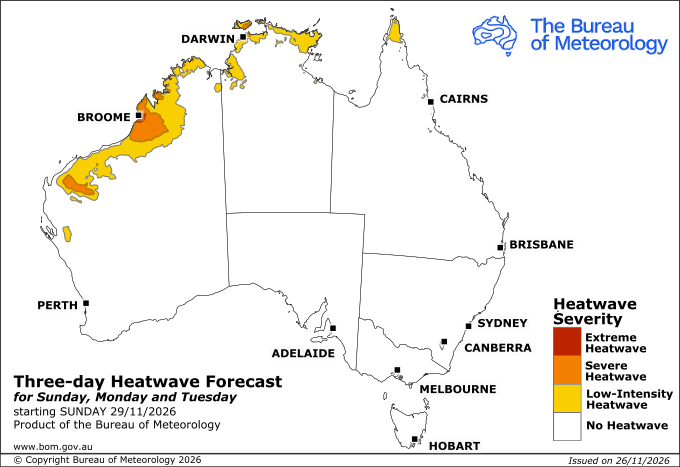 The Bureau
of Meteorology
DARWIN
CAIRNS
BROOME
BRISBANE
PERTH
SYDNEY
CANBERRA
ADELAIDE
MELBOURNE
HOBART
Heatwave
Severity
Extreme
Heatwave
Severe
Heatwave
Low-Intensity
Heatwave
No Heatwave
Three-day Heatwave Forecast
for Sunday, Monday and Tuesday
starting SUNDAY 29/11/2026
Product of the Bureau of Meteorology
www.bom.gov.au
© Copyright Bureau of Meteorology 2026
Issued on 26/11/2026